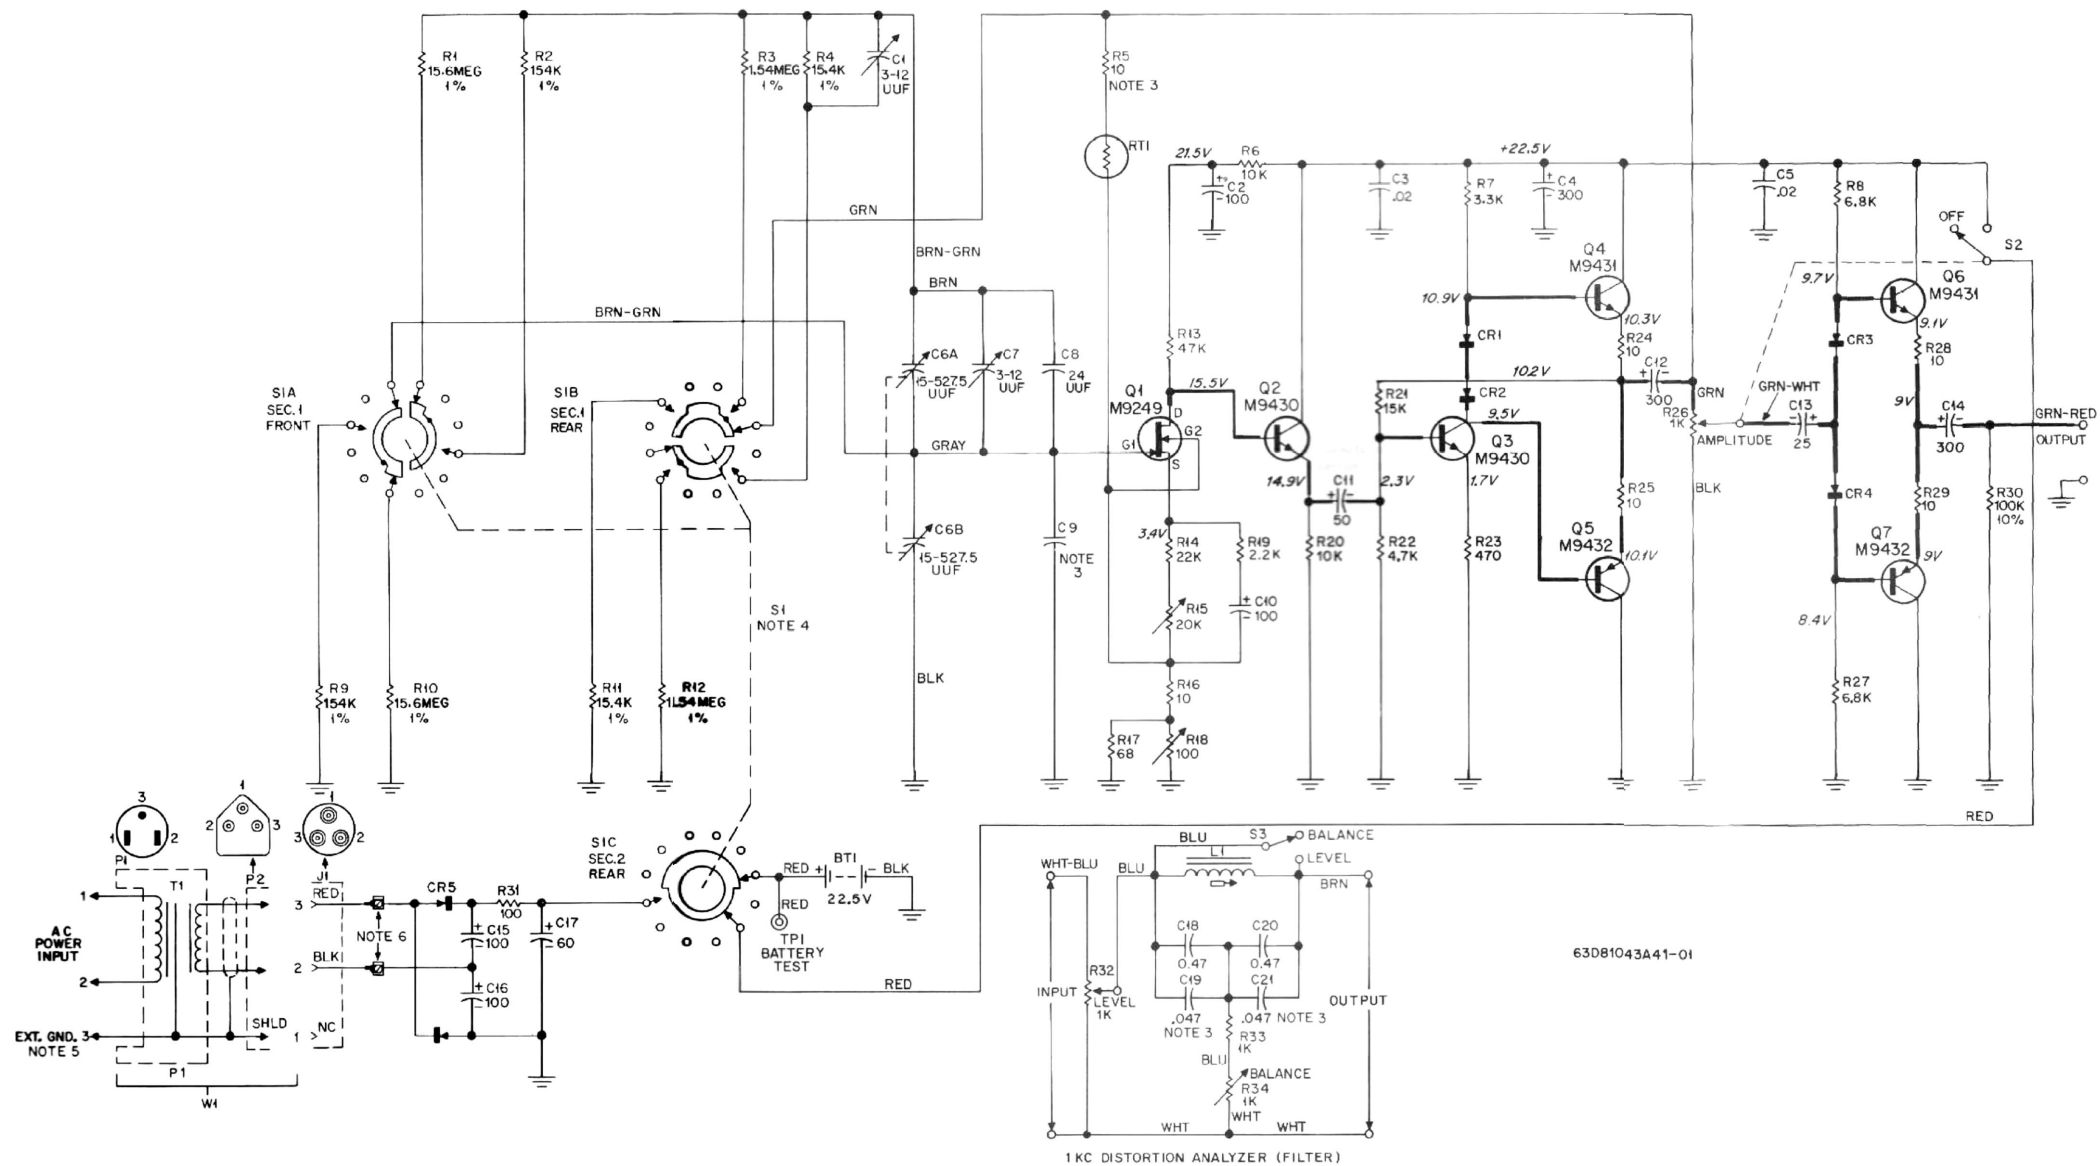 R1
15.6MEG
1%
R2
154K
1%
R3
1.54MEG
1%
R4
15.4K
1%
C1
3-12
UUF
R5
10
NOTE 3
RT1
GRN
BRN-GRN
BRN
BRN-GRN
GRAY
BLK
S1A
SEC.1
FRONT
S1B
SEC.1
REAR
C6A
15-527.5
UUF
C7
3-12
UUF
C8
24
UUF
C6B
15-527.5
UUF
C9
NOTE
3
S1
NOTE 4
R9
154K
1%
R10
15.6MEG
1%
R11
15.4K
1%
R12
1.54MEG
1%
21.5V
R6
10K
+
C2
-100
C3
.02
R7
3.3K
+22.5V
+
C4
-300
C5
.02
R8
6.8K
OFF
S2
R13
47K
Q1
M9249
D
G1
G2
S
15.5V
Q2
M9430
14.9V
3.4V
R14
22K
R19
2.2K
R15
20K
+
C10
-100
R16
10
R17
68
R18
100
R20
10K
C11
+ -
50
2.3V
R21
15K
R22
4.7K
Q3
M9430
9.5V
1.7V
R23
470
10.9V
CR1
CR2
Q4
M9431
10.3V
R24
10
10.2V
C12
+ -
300
R25
10
Q5
M9432
10.1V
GRN
R26
1K
AMPLITUDE
BLK
GRN-WHT
C13
- +
25
9.7V
CR3
CR4
8.4V
R27
6.8K
Q6
M9431
9.1V
R28
10
9V
C14
+ -
300
R29
10
Q7
M9432
9V
R30
100K
10%
GRN-RED
OUTPUT
RED
3
1
2
P1
1
2
3
P2
1
3
2
J1
T1
1
2
AC
POWER
INPUT
EXT. GND. 3
NOTE 5
P1
W1
SHLD
RED
3
BLK
2
NC
1
NOTE 6
CR5
R31
100
+
C15
100
+
C16
100
+
C17
60
S1C
SEC.2
REAR
RED
+
BT1
-
BLK
22.5V
RED
TP1
BATTERY
TEST
RED
WHT-BLU
INPUT
R32
LEVEL
1K
BLU
BLU
S3
BALANCE
L1
LEVEL
BRN
C18
0.47
C20
0.47
C19
.047
NOTE 3
C21
.047 NOTE 3
R33
1K
BLU
BALANCE
R34
1K
WHT
WHT
WHT
OUTPUT
1 KC DISTORTION ANALYZER (FILTER)
63D81043A41-01